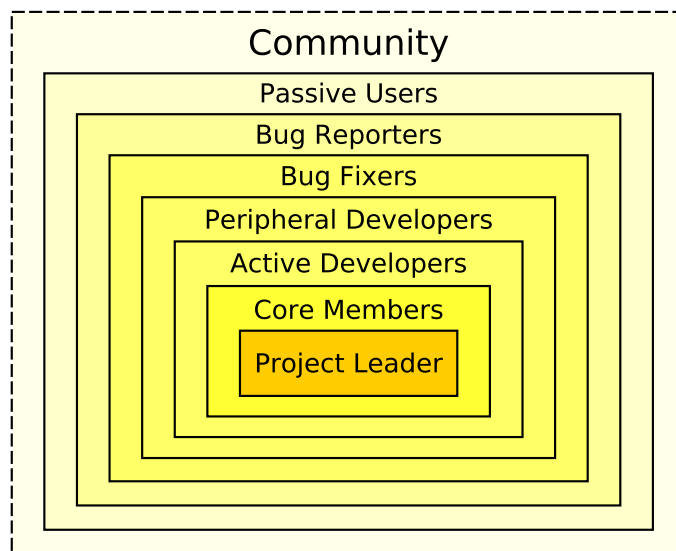 Community
Passive Users
Bug Reporters
Bug Fixers
Peripheral Developers
Active Developers
Core Members
Project Leader